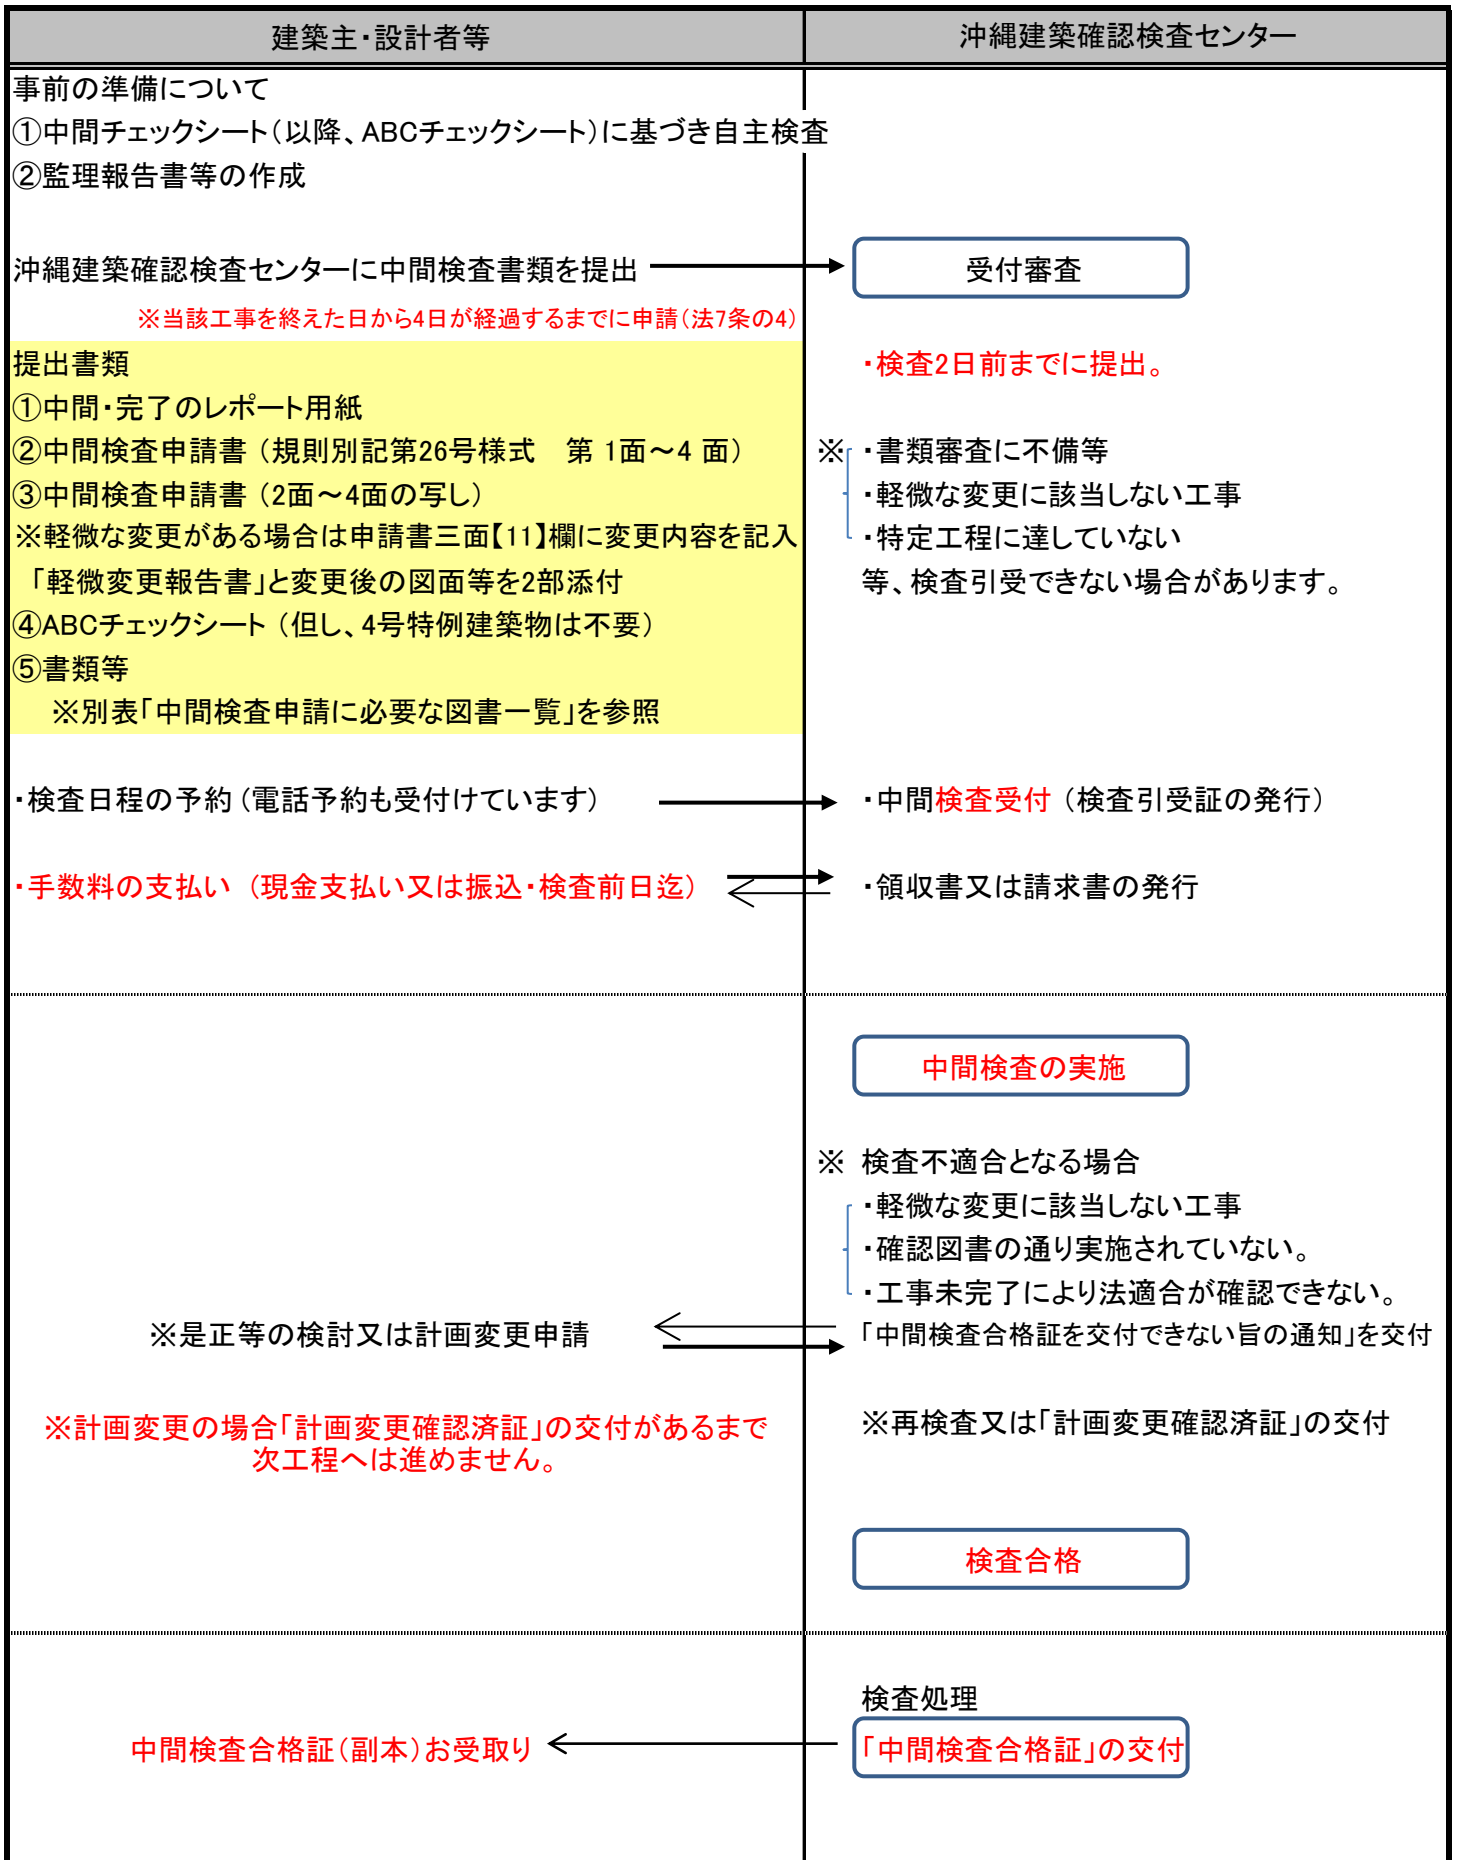 建築主・設計者等
沖縄建築確認検査センター
事前の準備について
①中間チェックシート（以降、ABCチェックシート）に基づき自主検査
②監理報告書等の作成
沖縄建築確認検査センターに中間検査書類を提出
受付審査
※当該工事を終えた日から4日が経過するまでに申請（法7条の4）
提出書類
・検査2日前までに提出。
①中間・完了のレポート用紙
②中間検査申請書（規則別記第26号様式　第 1面～4 面）
※ ・書類審査に不備等
③中間検査申請書（2面～4面の写し）
・軽微な変更に該当しない工事
※軽微な変更がある場合は申請書三面【11】欄に変更内容を記入
・特定工程に達していない
「軽微変更報告書」と変更後の図面等を2部添付
等、検査引受できない場合があります。
④ABCチェックシート（但し、4号特例建築物は不要）
⑤書類等
※別表「中間検査申請に必要な図書一覧」を参照
・検査日程の予約（電話予約も受付けています）
・中間検査受付（検査引受証の発行）
・手数料の支払い（現金支払い又は振込・検査前日迄）
・領収書又は請求書の発行
中間検査の実施
※ 検査不適合となる場合
・軽微な変更に該当しない工事
・確認図書の通り実施されていない。
・工事未完了により法適合が確認できない。
※是正等の検討又は計画変更申請
「中間検査合格証を交付できない旨の通知」を交付
※計画変更の場合「計画変更確認済証」の交付があるまで
次工程へは進めません。
※再検査又は「計画変更確認済証」の交付
検査合格
検査処理
中間検査合格証（副本）お受取り
「中間検査合格証」の交付